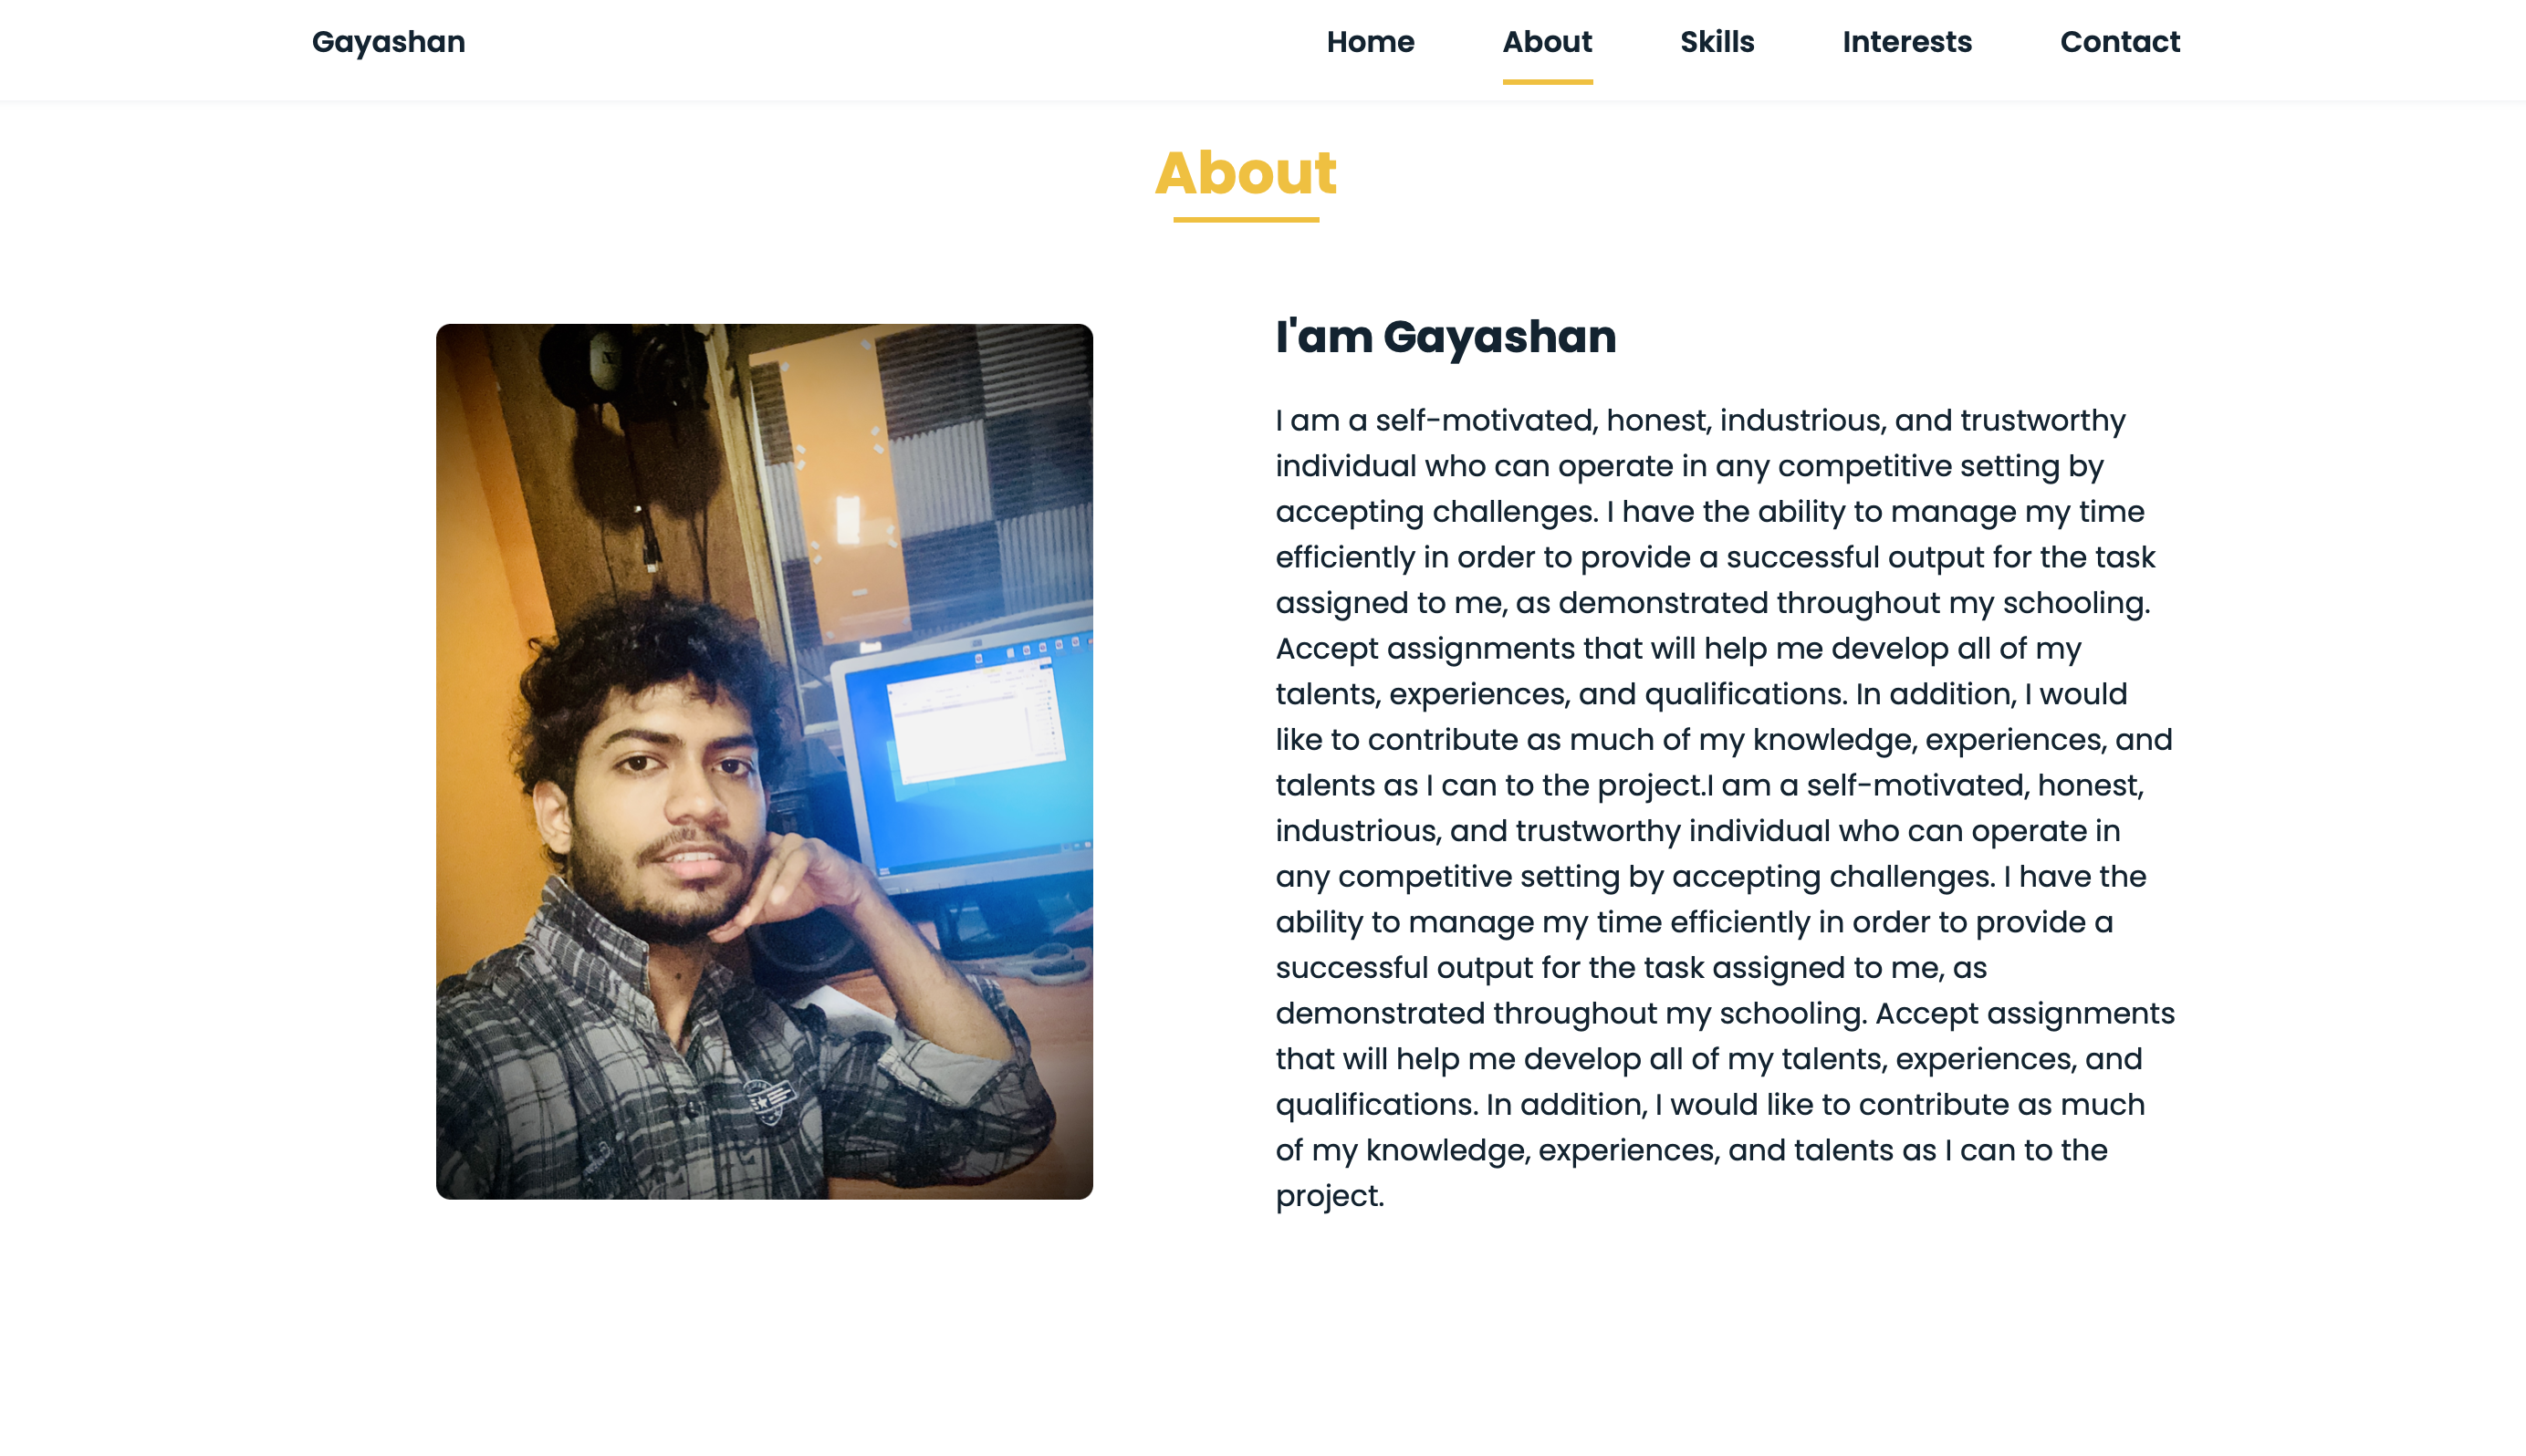 Gayashan
Home About Skills Interests Contact
About
I'am Gayashan
I am a self-motivated, honest, industrious, and trustworthy
individual who can operate in any competitive setting by
accepting challenges. I have the ability to manage my time
efficiently in order to provide a successful output for the task
assigned to me, as demonstrated throughout my schooling.
Accept assignments that will help me develop all of my
talents, experiences, and qualifications. In addition, I would
like to contribute as much of my knowledge, experiences, and
talents as I can to the project.I am a self-motivated, honest,
industrious, and trustworthy individual who can operate in
any competitive setting by accepting challenges. I have the
ability to manage my time efficiently in order to provide a
successful output for the task assigned to me, as
demonstrated throughout my schooling. Accept assignments
that will help me develop all of my talents, experiences, and
qualifications. In addition, I would like to contribute as much
of my knowledge, experiences, and talents as I can to the
project.